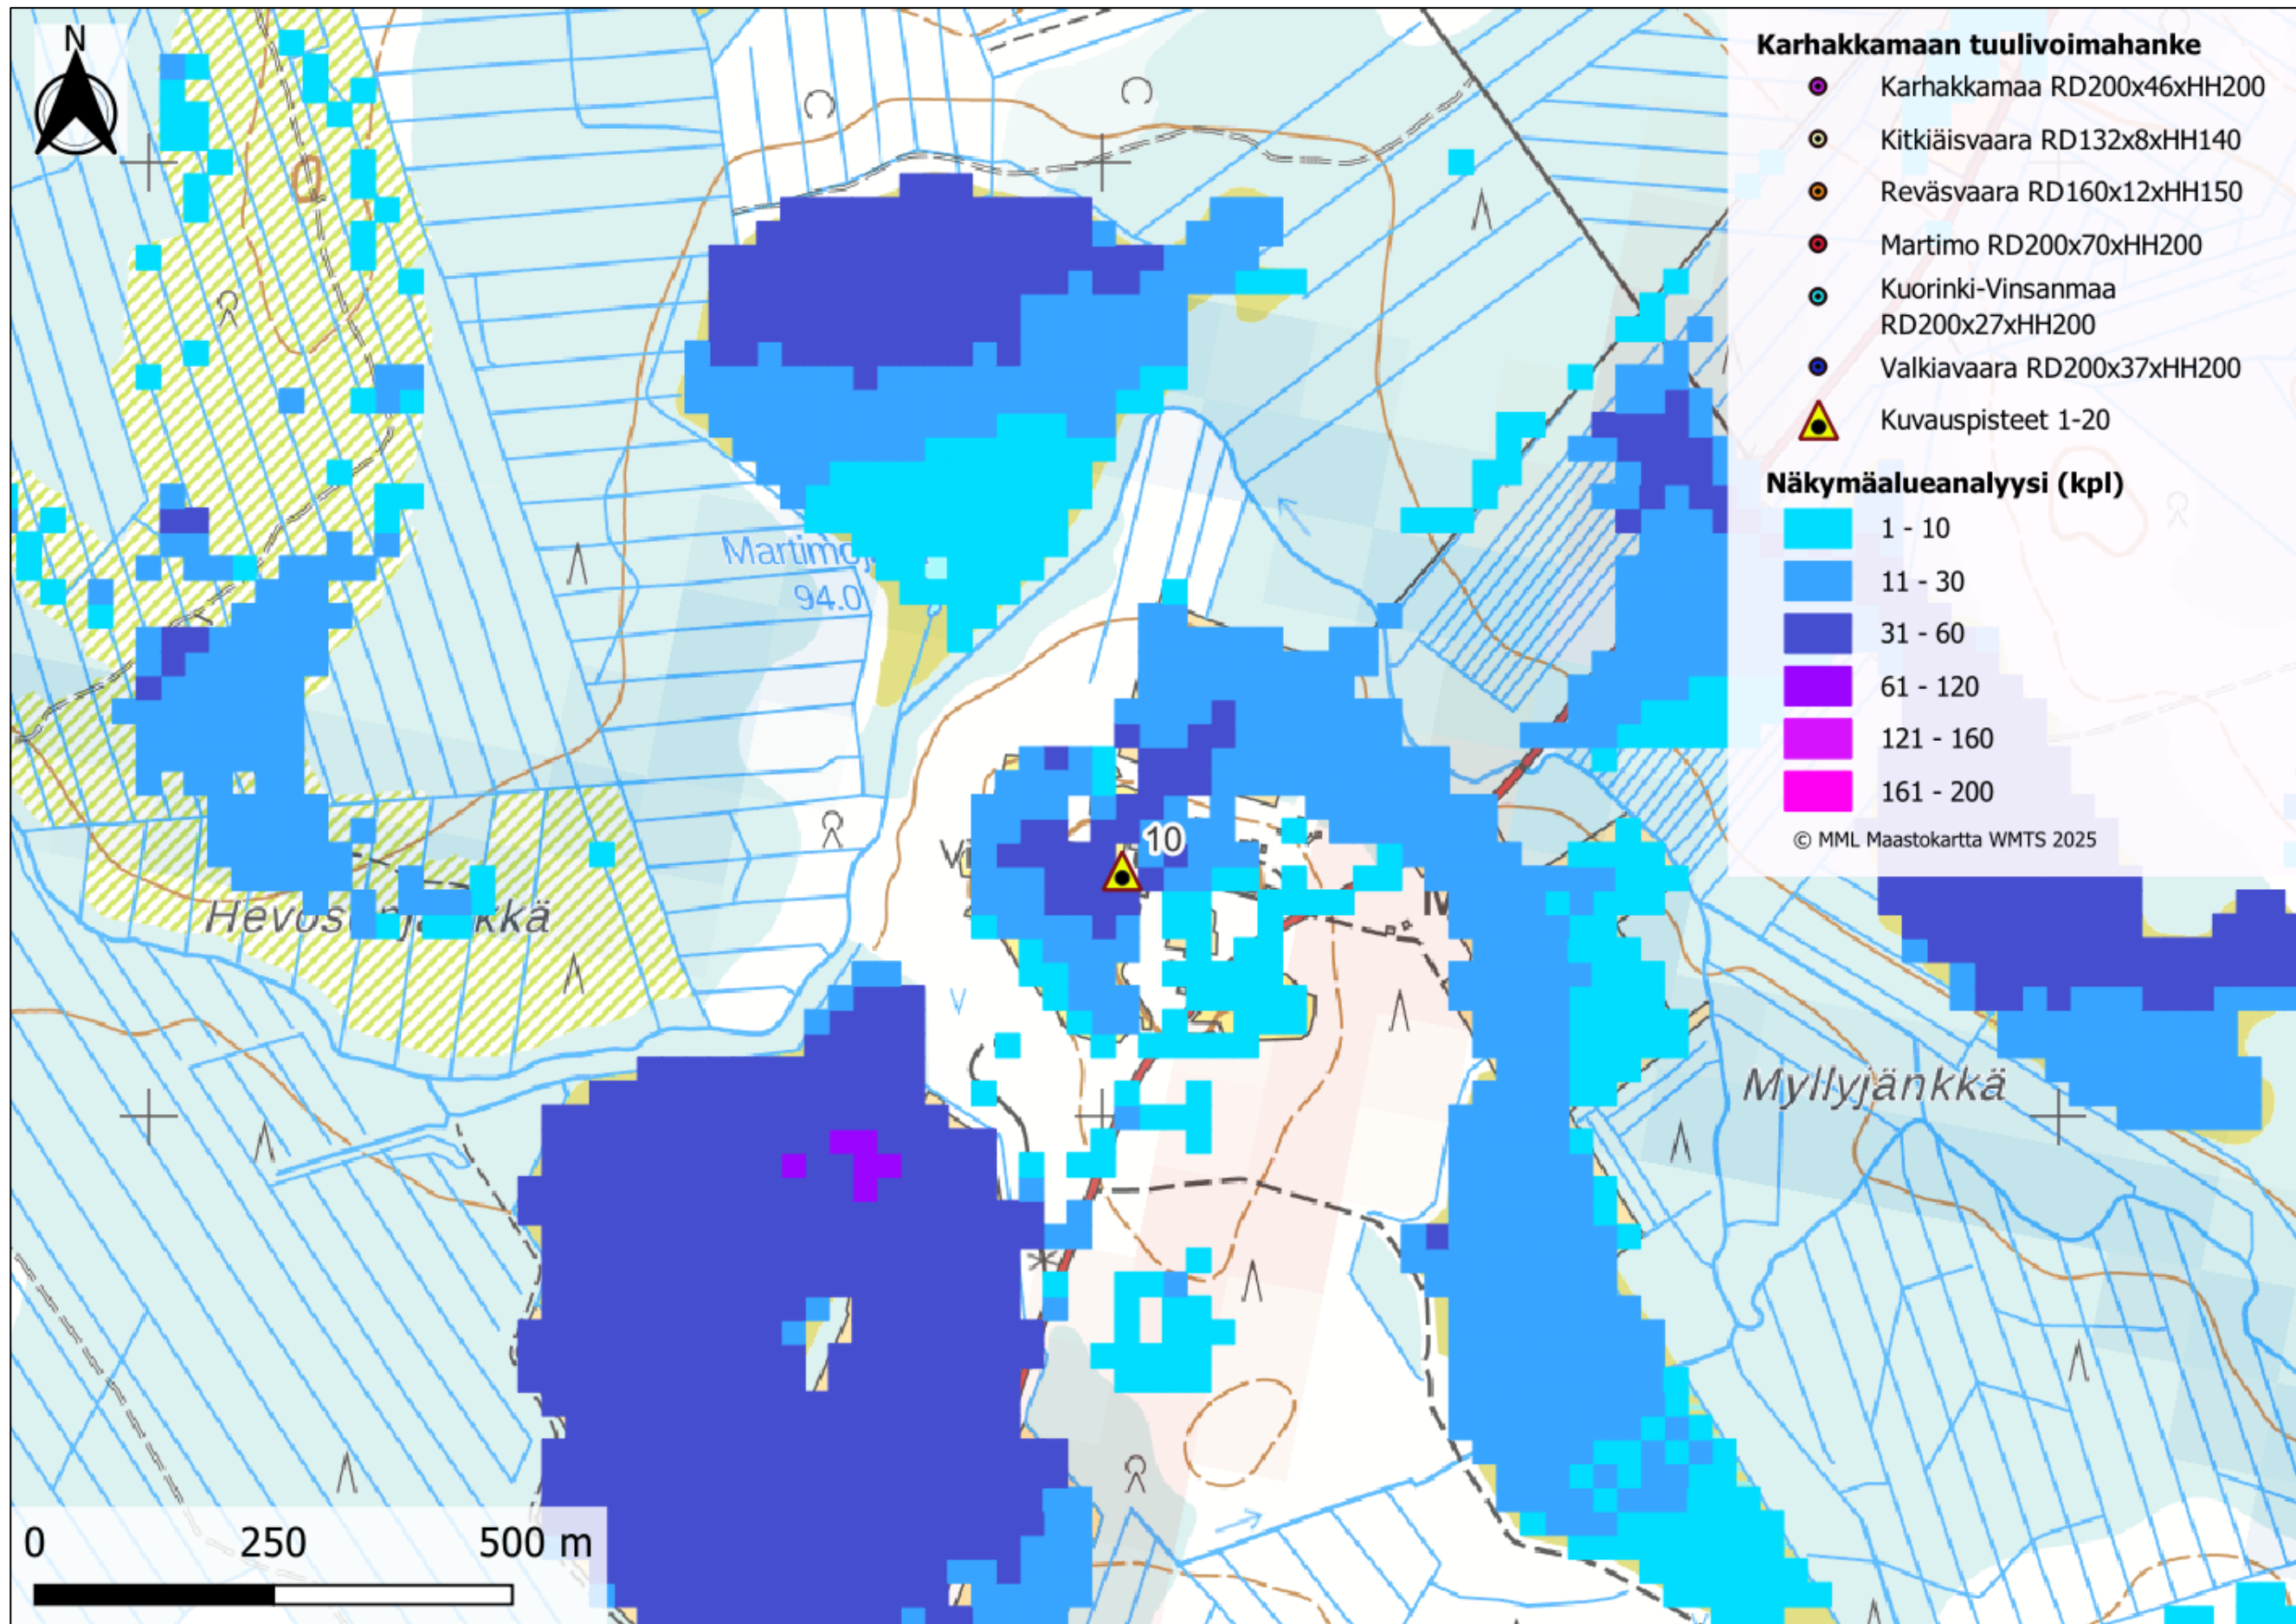 N
Karhakkamaan tuulivoimahanke
Karhakkamaa RD200x46xHH200
Kitkiäisvaara RD132x8xHH140
Reväsvaara RD160x12xHH150
Martimo RD200x70xHH200
Kuorinki-Vinsanmaa
RD200x27xHH200
Valkiavaara RD200x37xHH200
Kuvauspisteet 1-20
Näkymäalueanalyysi (kpl)
1 - 10
11 - 30
31 - 60
61 - 120
121 - 160
161 - 200
© MML Maastokartta WMTS 2025
94.0
10
Myllyjänkkä
0 250 500 m